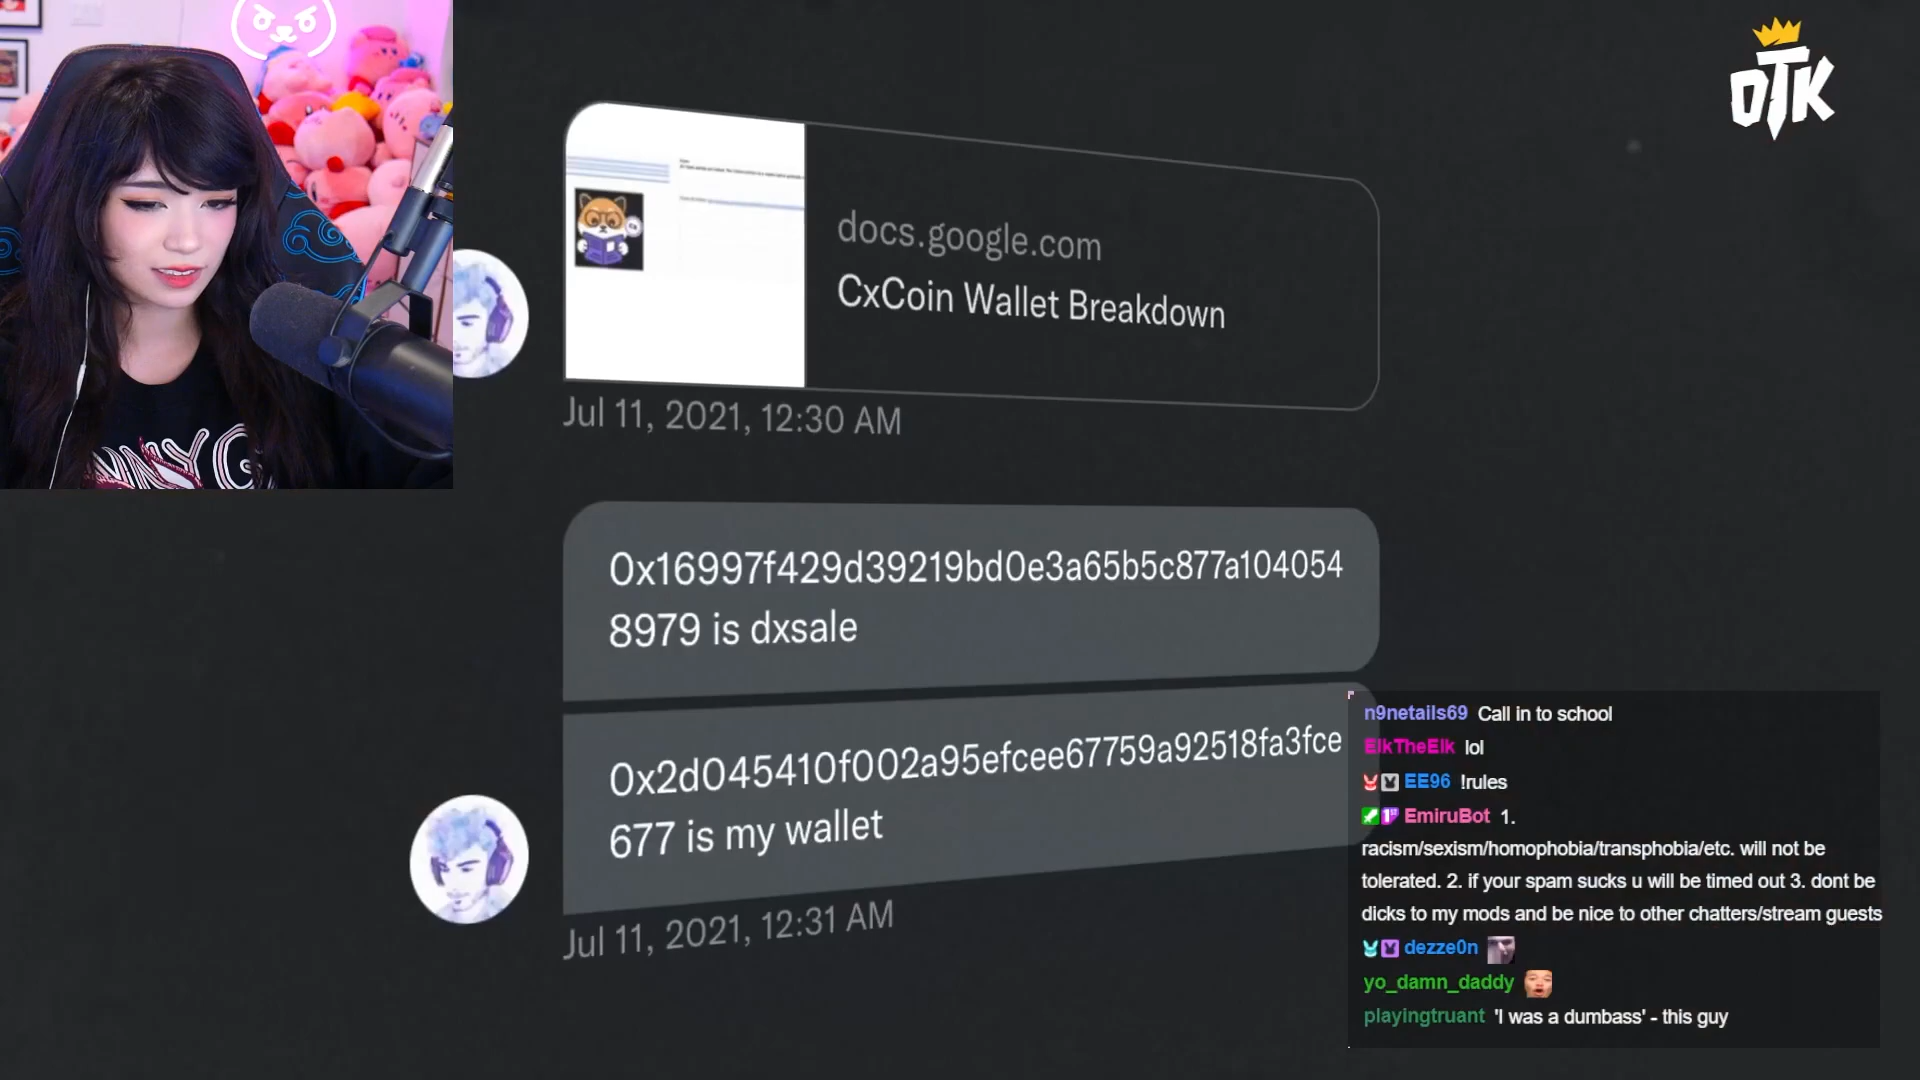 OTK
docs.google.com
CxCoin Wallet Breakdown
Jul 11, 2021, 12:30 AM
0x16997f429d39219bd0e3a65b5c877a104054
8979 is dxsale
0x2d045410f002a95efcee67759a92518fa3fce
677 is my wallet
Jul 11, 2021, 12:31 AM
n9netails69 Call in to school
ElkTheElk lol
EE96 !rules
EmiruBot 1.
racism/sexism/homophobia/transphobia/etc. will not be
tolerated. 2. if your spam sucks u will be timed out 3. dont be
dicks to my mods and be nice to other chatters/stream guests
dezze0n
yo_damn_daddy
playingtruant 'I was a dumbass' - this guy